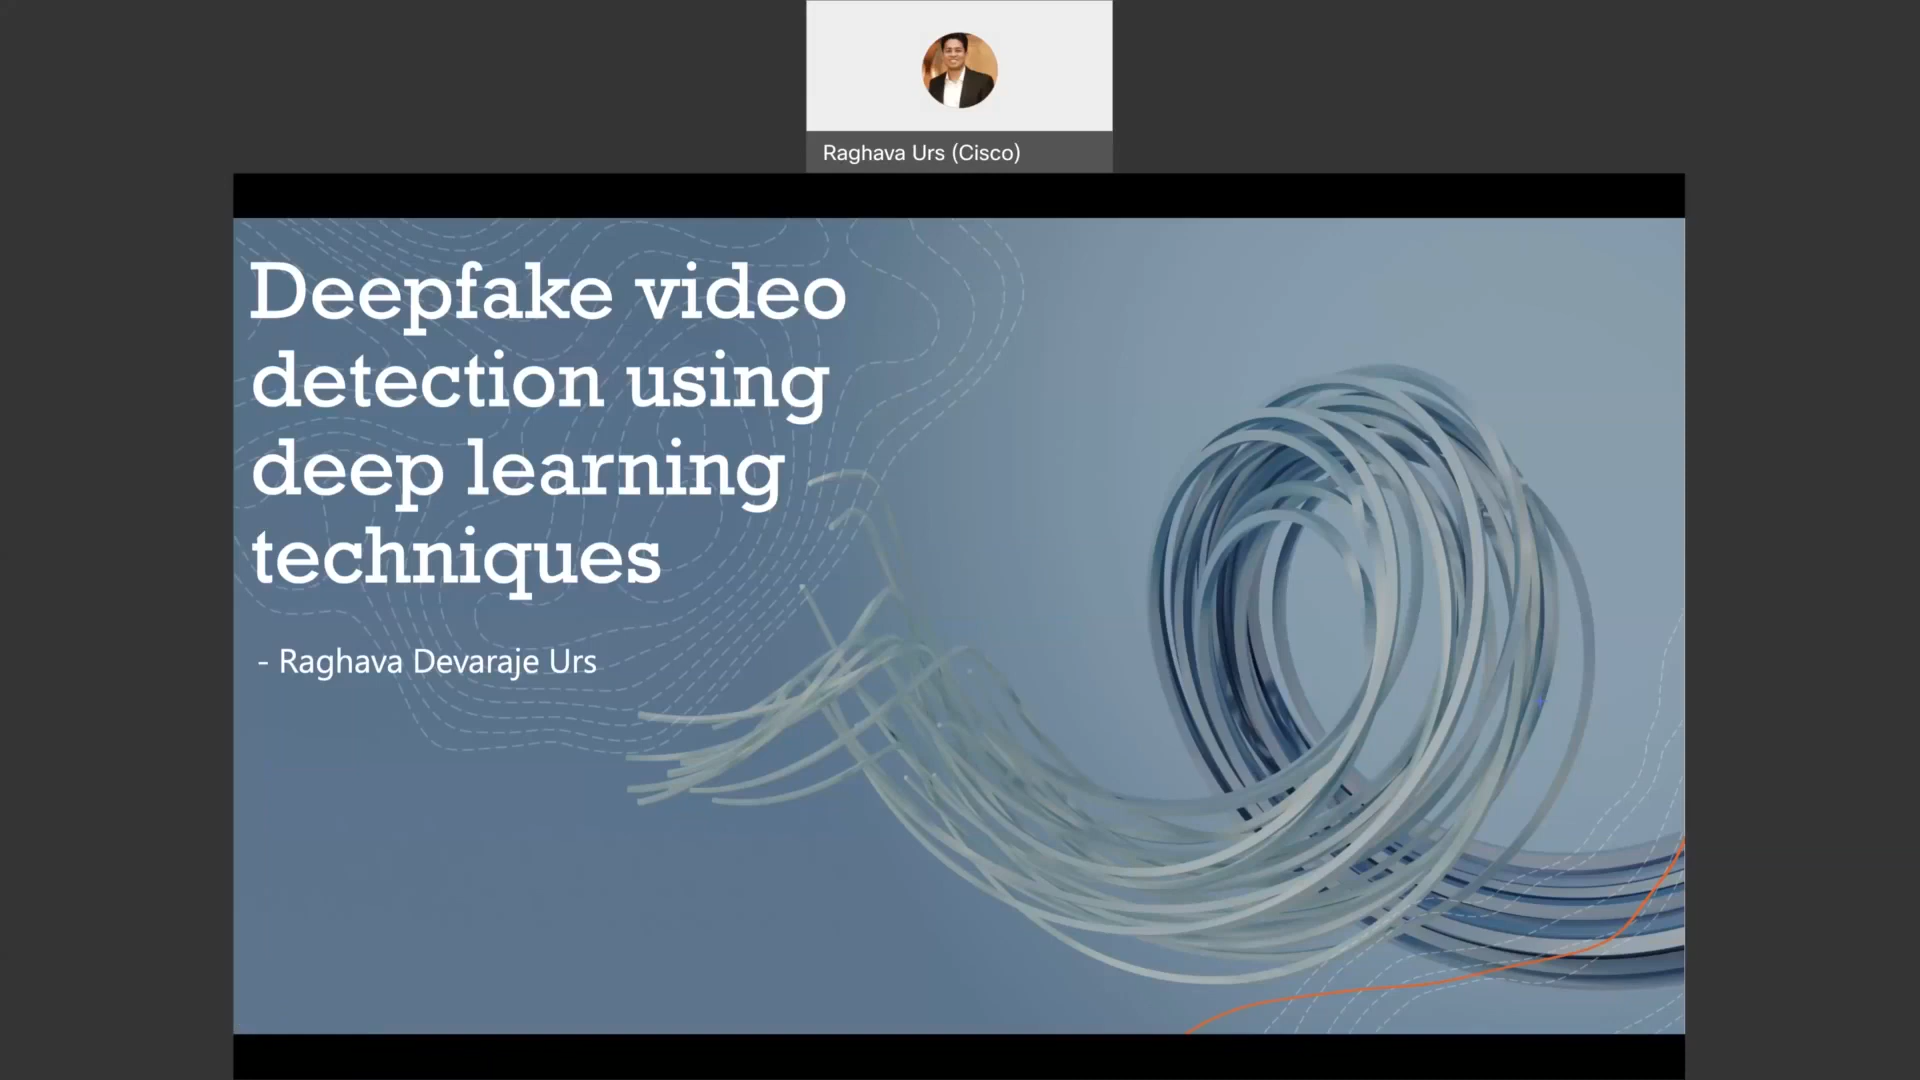 Raghava Urs (Cisco)
Deepfake video
detection using
deep learning
techniques
- Raghava Devaraje Urs